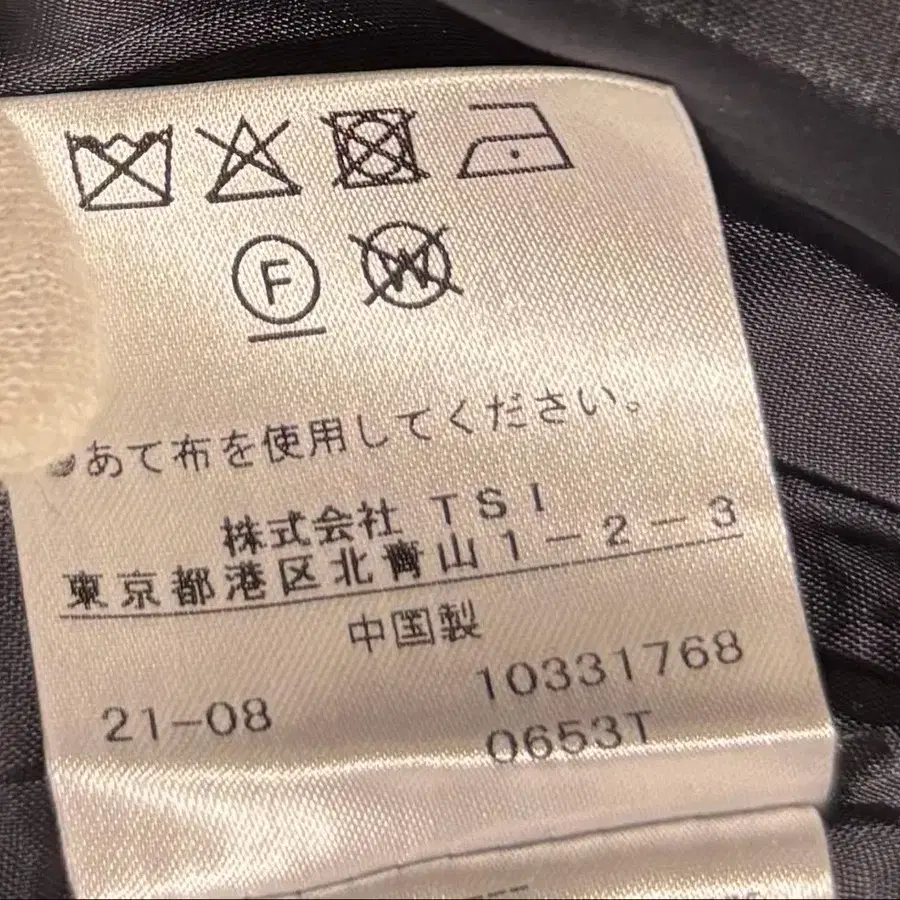 F
W
●あて布を使用してください。
株式会社 TSI
東京都港区北青山1-2-3
中国製
21-08
10331768
0653T